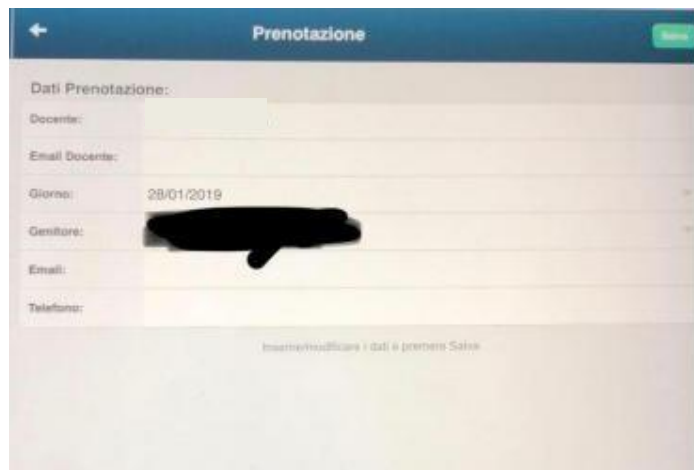 Prenotazione
Salva
Dati Prenotazione:
Docente:
Email Docente:
Giorno: 28/01/2019
Genitore:
Email:
Telefono:
Inserire/modificare i dati e premere Salva